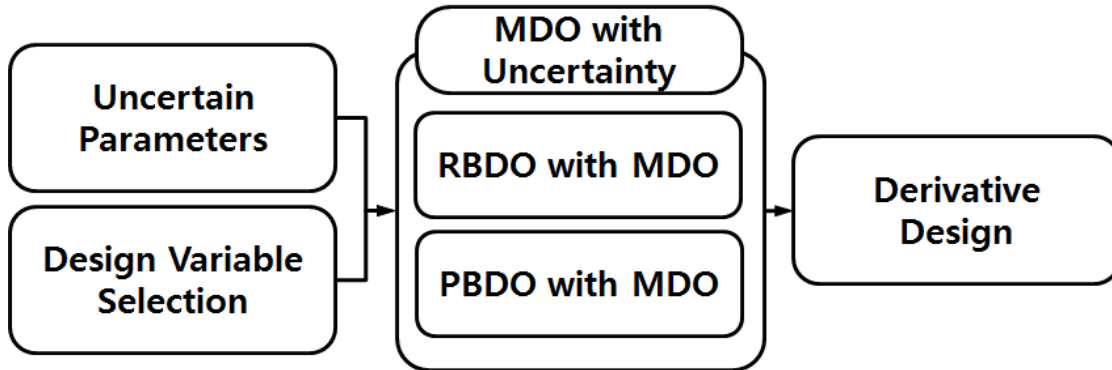 Uncertain
Parameters
Design Variable
Selection
MDO with
Uncertainty
RBDO with MDO
PBDO with MDO
Derivative
Design